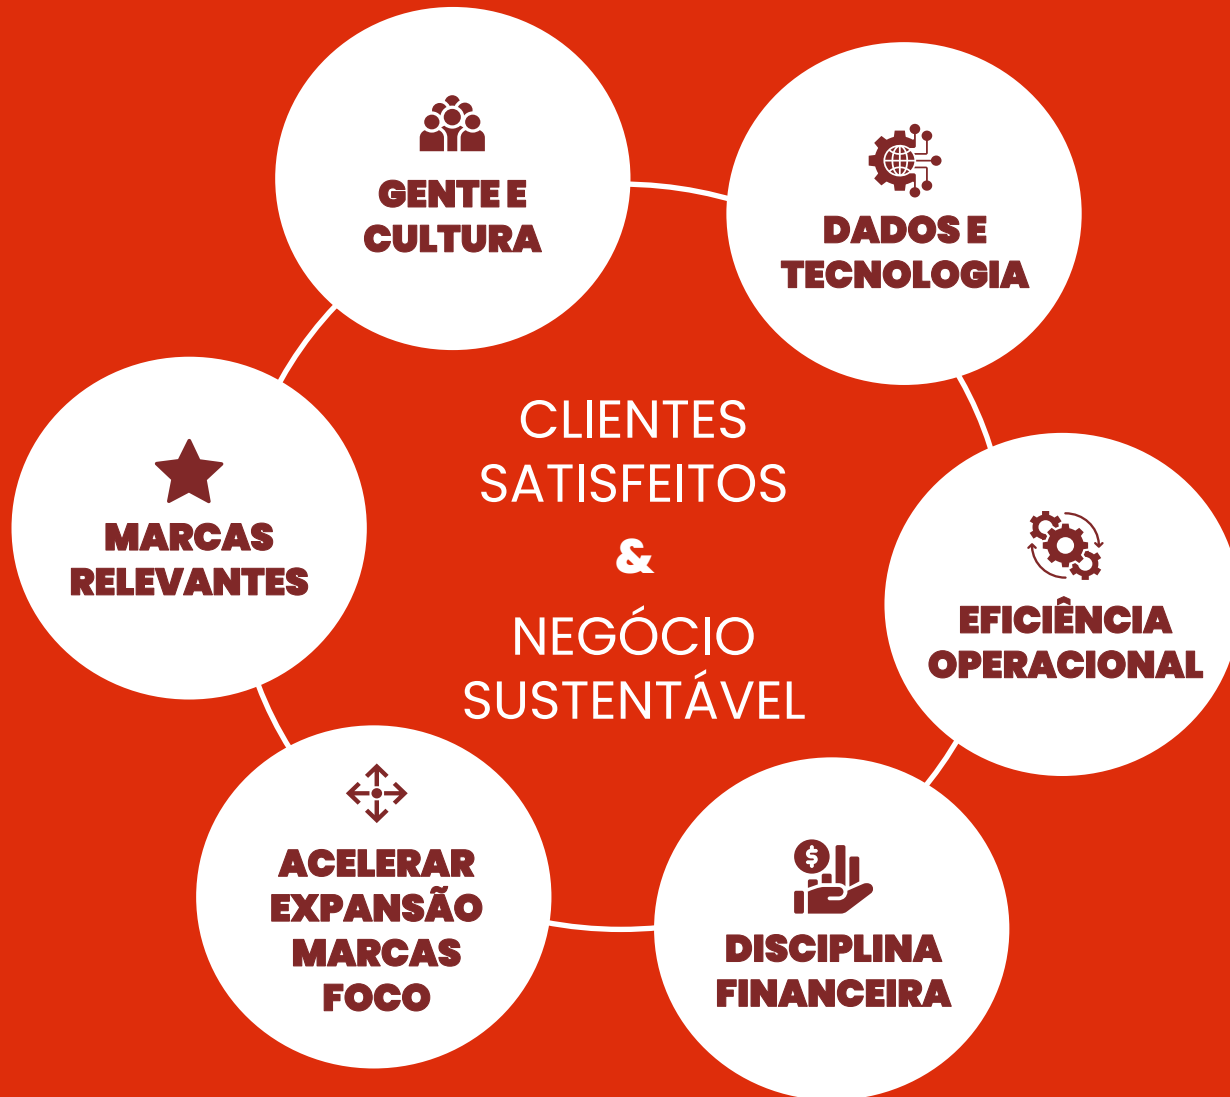 GENTE E
CULTURA
DADOS E
TECNOLOGIA
MARCAS
RELEVANTES
CLIENTES
SATISFEITOS
&
NEGÓCIO
SUSTENTÁVEL
EFICIÊNCIA
OPERACIONAL
ACELERAR
EXPANSÃO
MARCAS
FOCO
$
DISCIPLINA
FINANCEIRA